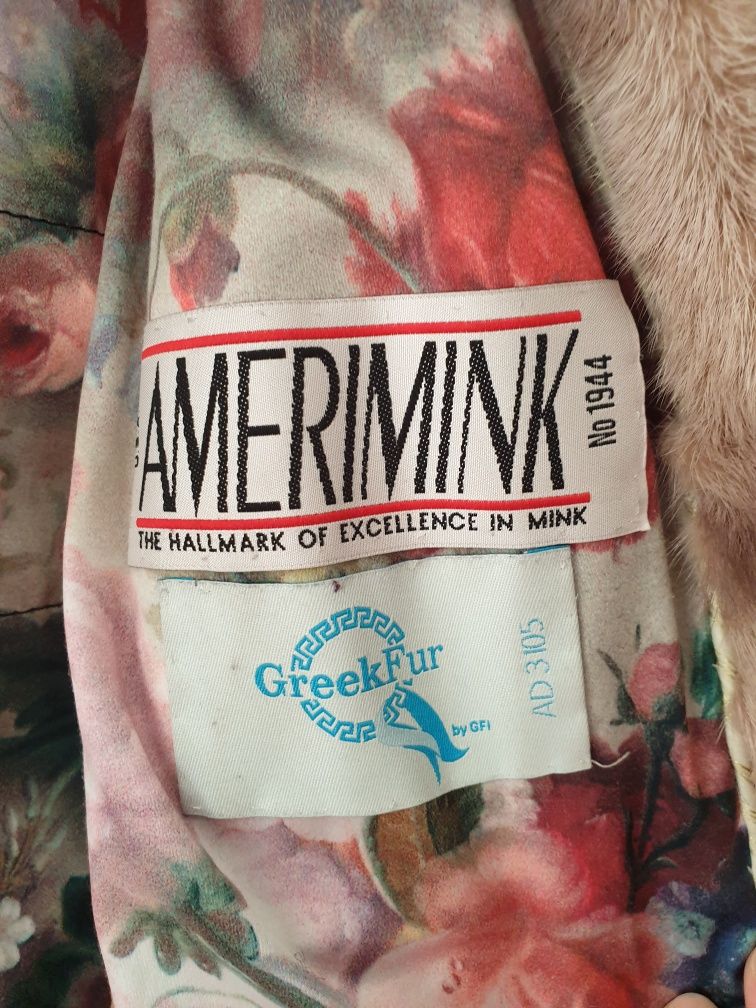 AMERIMINK
No 1944
THE HALLMARK OF EXCELLENCE IN MINK
GreekFur
by GFI
AD 3105